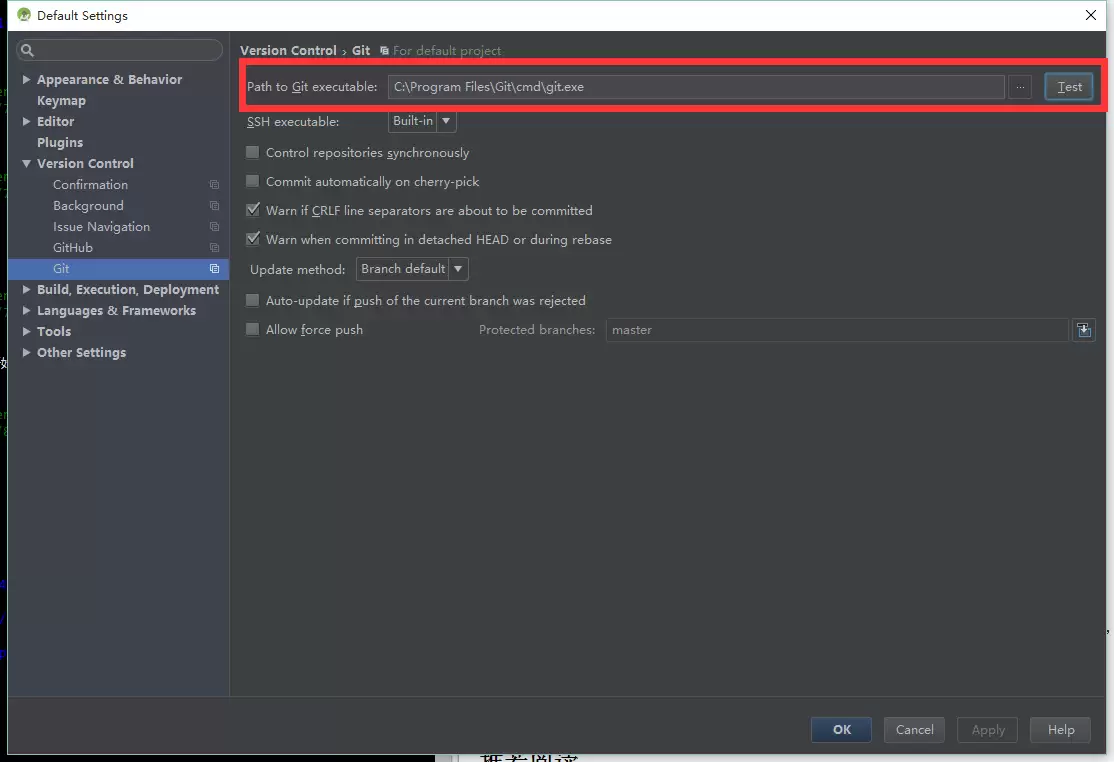 Default Settings
Version Control › Git For default project
Appearance & Behavior
Keymap
Editor
Plugins
Version Control
Confirmation
Background
Issue Navigation
GitHub
Git
Build, Execution, Deployment
Languages & Frameworks
Tools
Other Settings
Path to Git executable: C:\Program Files\Git\cmd\git.exe ... Test
SSH executable: Built-in
Control repositories synchronously
Commit automatically on cherry-pick
Warn if CRLF line separators are about to be committed
Warn when committing in detached HEAD or during rebase
Update method: Branch default
Auto-update if push of the current branch was rejected
Allow force push Protected branches: master
OK Cancel Apply Help